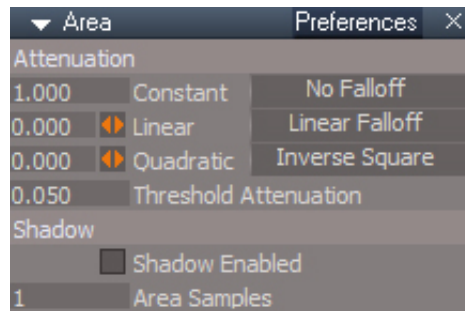 Area Preferences
Attenuation
1.000 Constant No Falloff
0.000 Linear Linear Falloff
0.000 Quadratic Inverse Square
0.050 Threshold Attenuation
Shadow
Shadow Enabled
1 Area Samples